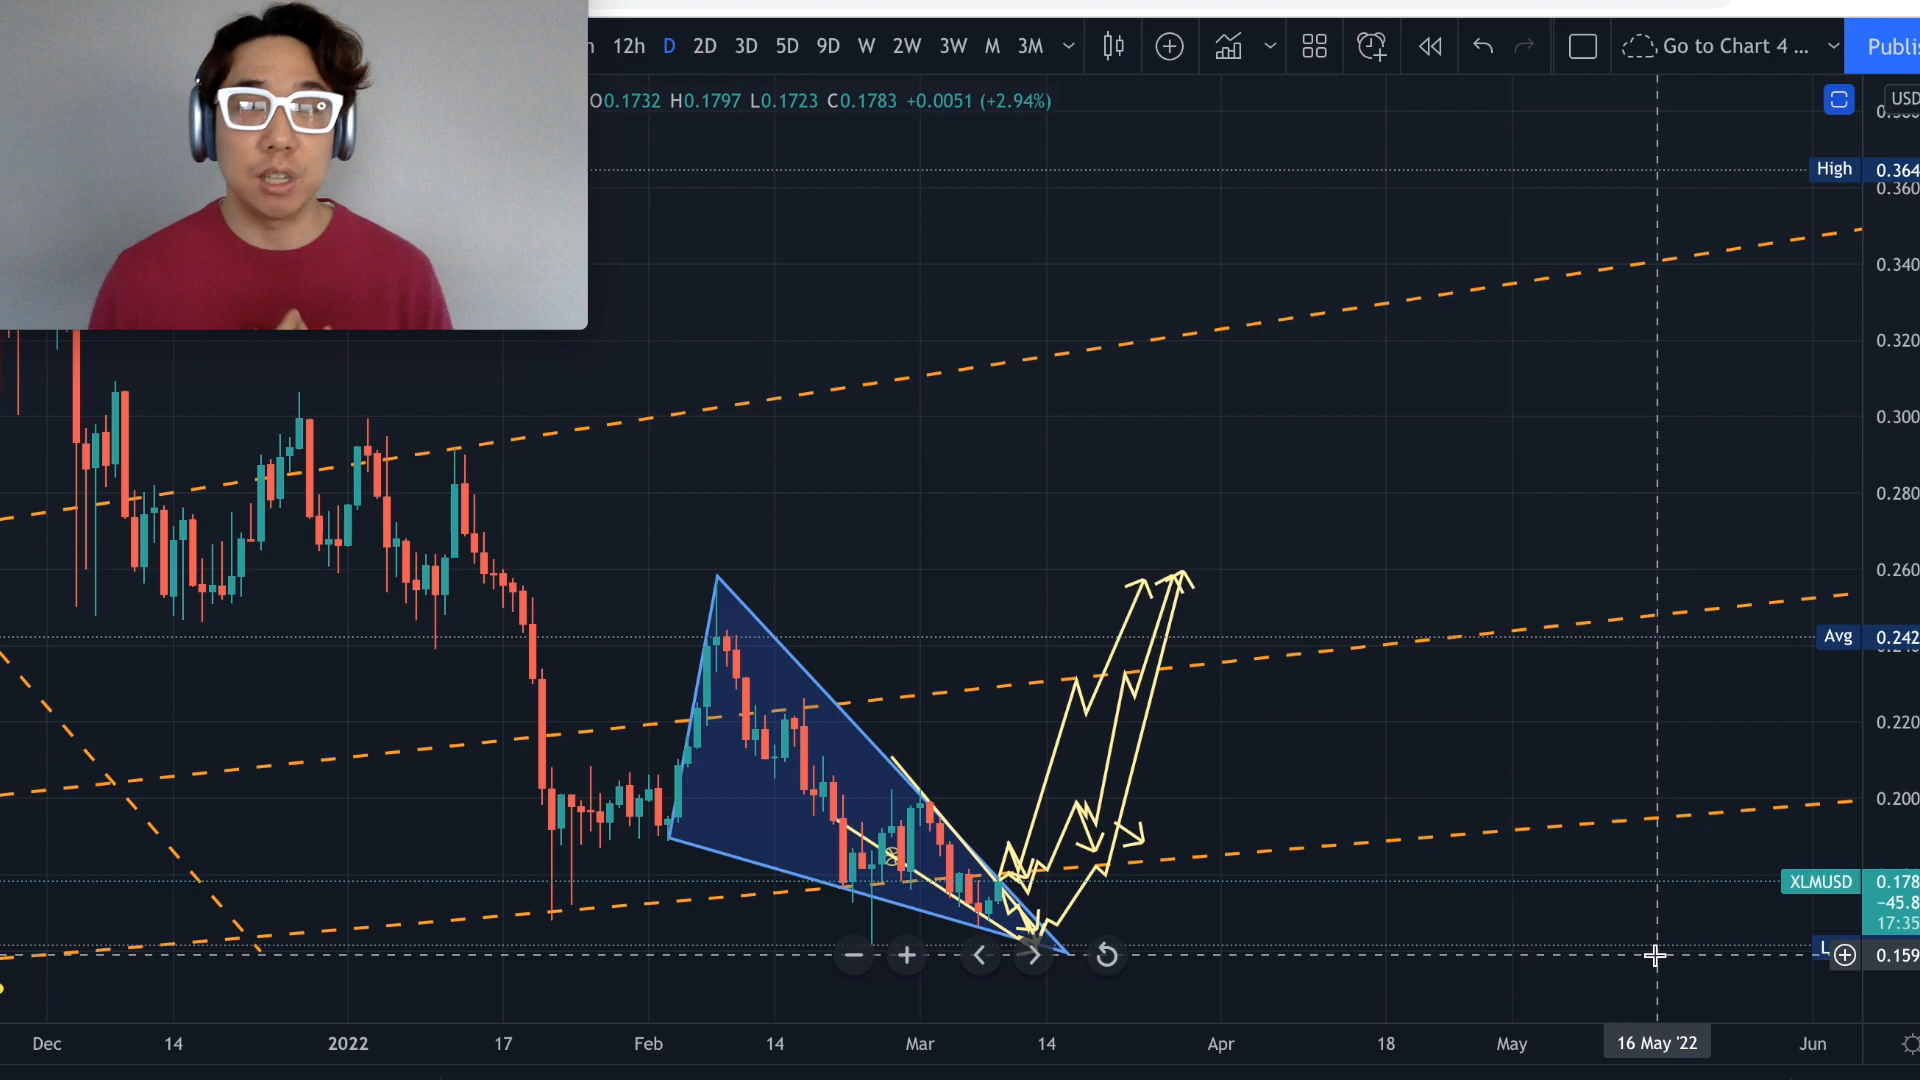 12h D 2D 3D 5D 9D W 2W 3W M 3M Go to Chart 4 ...
O0.1732 H0.1797 L0.1723 C0.1783 +0.0051 (+2.94%)
USD
High 0.364
0.360
0.340
0.320
0.300
0.280
0.260
Avg 0.242
0.220
0.200
XLMUSD 0.178
−45.8
17:35
L 0.159
Dec 14 2022 17 Feb 14 Mar 14 Apr 18 May 16 May '22 Jun